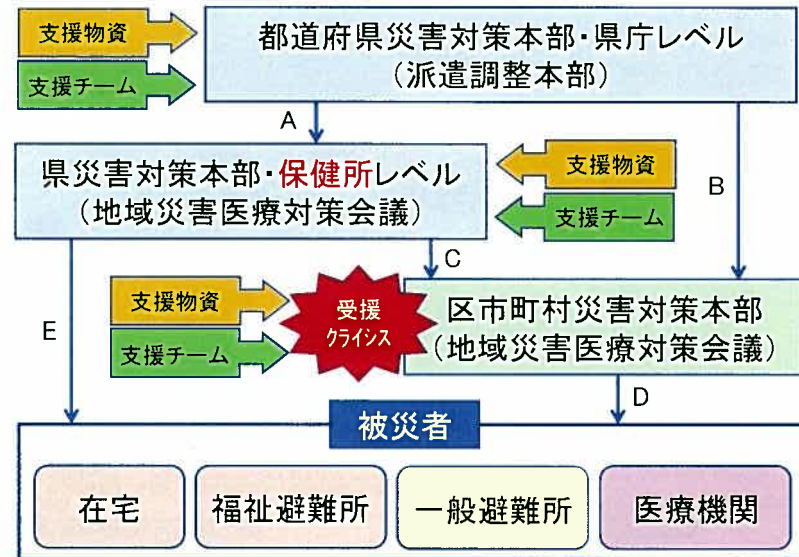 支援物資
支援チーム
都道府県災害対策本部・県庁レベル
(派遣調整本部)
A
県災害対策本部・保健所レベル
(地域災害医療対策会議)
支援物資
支援チーム
B
C
支援物資
支援チーム
受援
クライシス
区市町村災害対策本部
(地域災害医療対策会議)
E
D
被災者
在宅
福祉避難所
一般避難所
医療機関